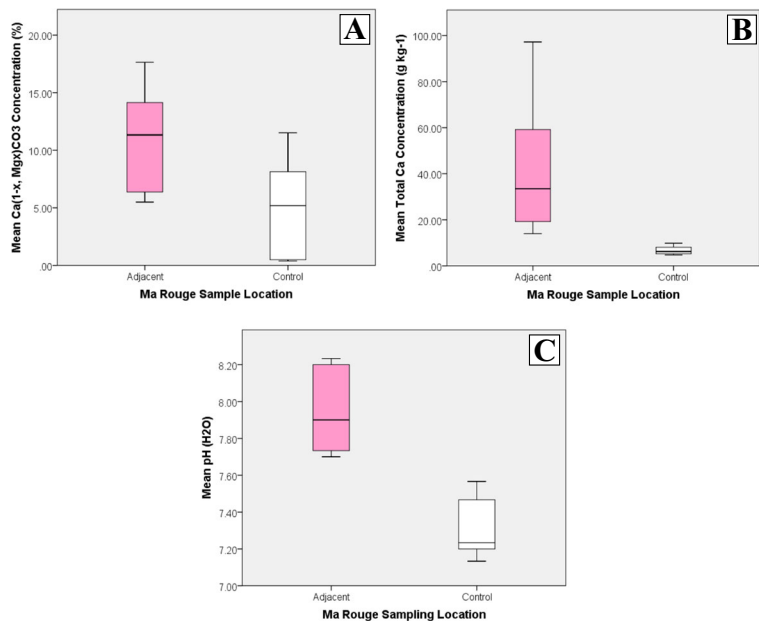 A
Mean Ca(1-x, Mgx)CO3 Concentration (%)
20.00
15.00
10.00
5.00
.00
Adjacent
Control
Ma Rouge Sample Location
B
Mean Total Ca Concentration (g kg-1)
100.00
80.00
60.00
40.00
20.00
.00
Adjacent
Control
Ma Rouge Sample Location
C
Mean pH (H2O)
8.20
8.00
7.80
7.60
7.40
7.20
7.00
Adjacent
Control
Ma Rouge Sampling Location